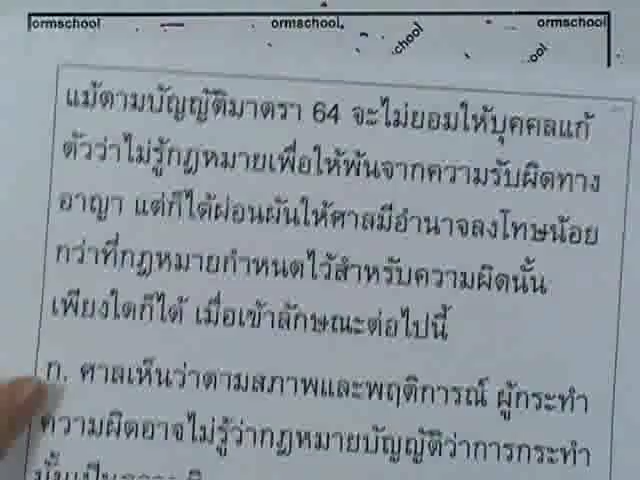 ormschool ormschool ormschool
chool
ool
แม้ตามบัญญัติมาตรา 64 จะไม่ยอมให้บุคคลแก้
ตัวว่าไม่รู้กฎหมายเพื่อให้พ้นจากความรับผิดทาง
อาญา แต่ก็ได้ผ่อนผันให้ศาลมีอำนาจลงโทษน้อย
กว่าที่กฎหมายกำหนดไว้สำหรับความผิดนั้น
เพียงใดก็ได้ เมื่อเข้าลักษณะต่อไปนี้
ก. ศาลเห็นว่าตามสภาพและพฤติการณ์ ผู้กระทำ
ความผิดอาจไม่รู้ว่ากฎหมายบัญญัติว่าการกระทำ